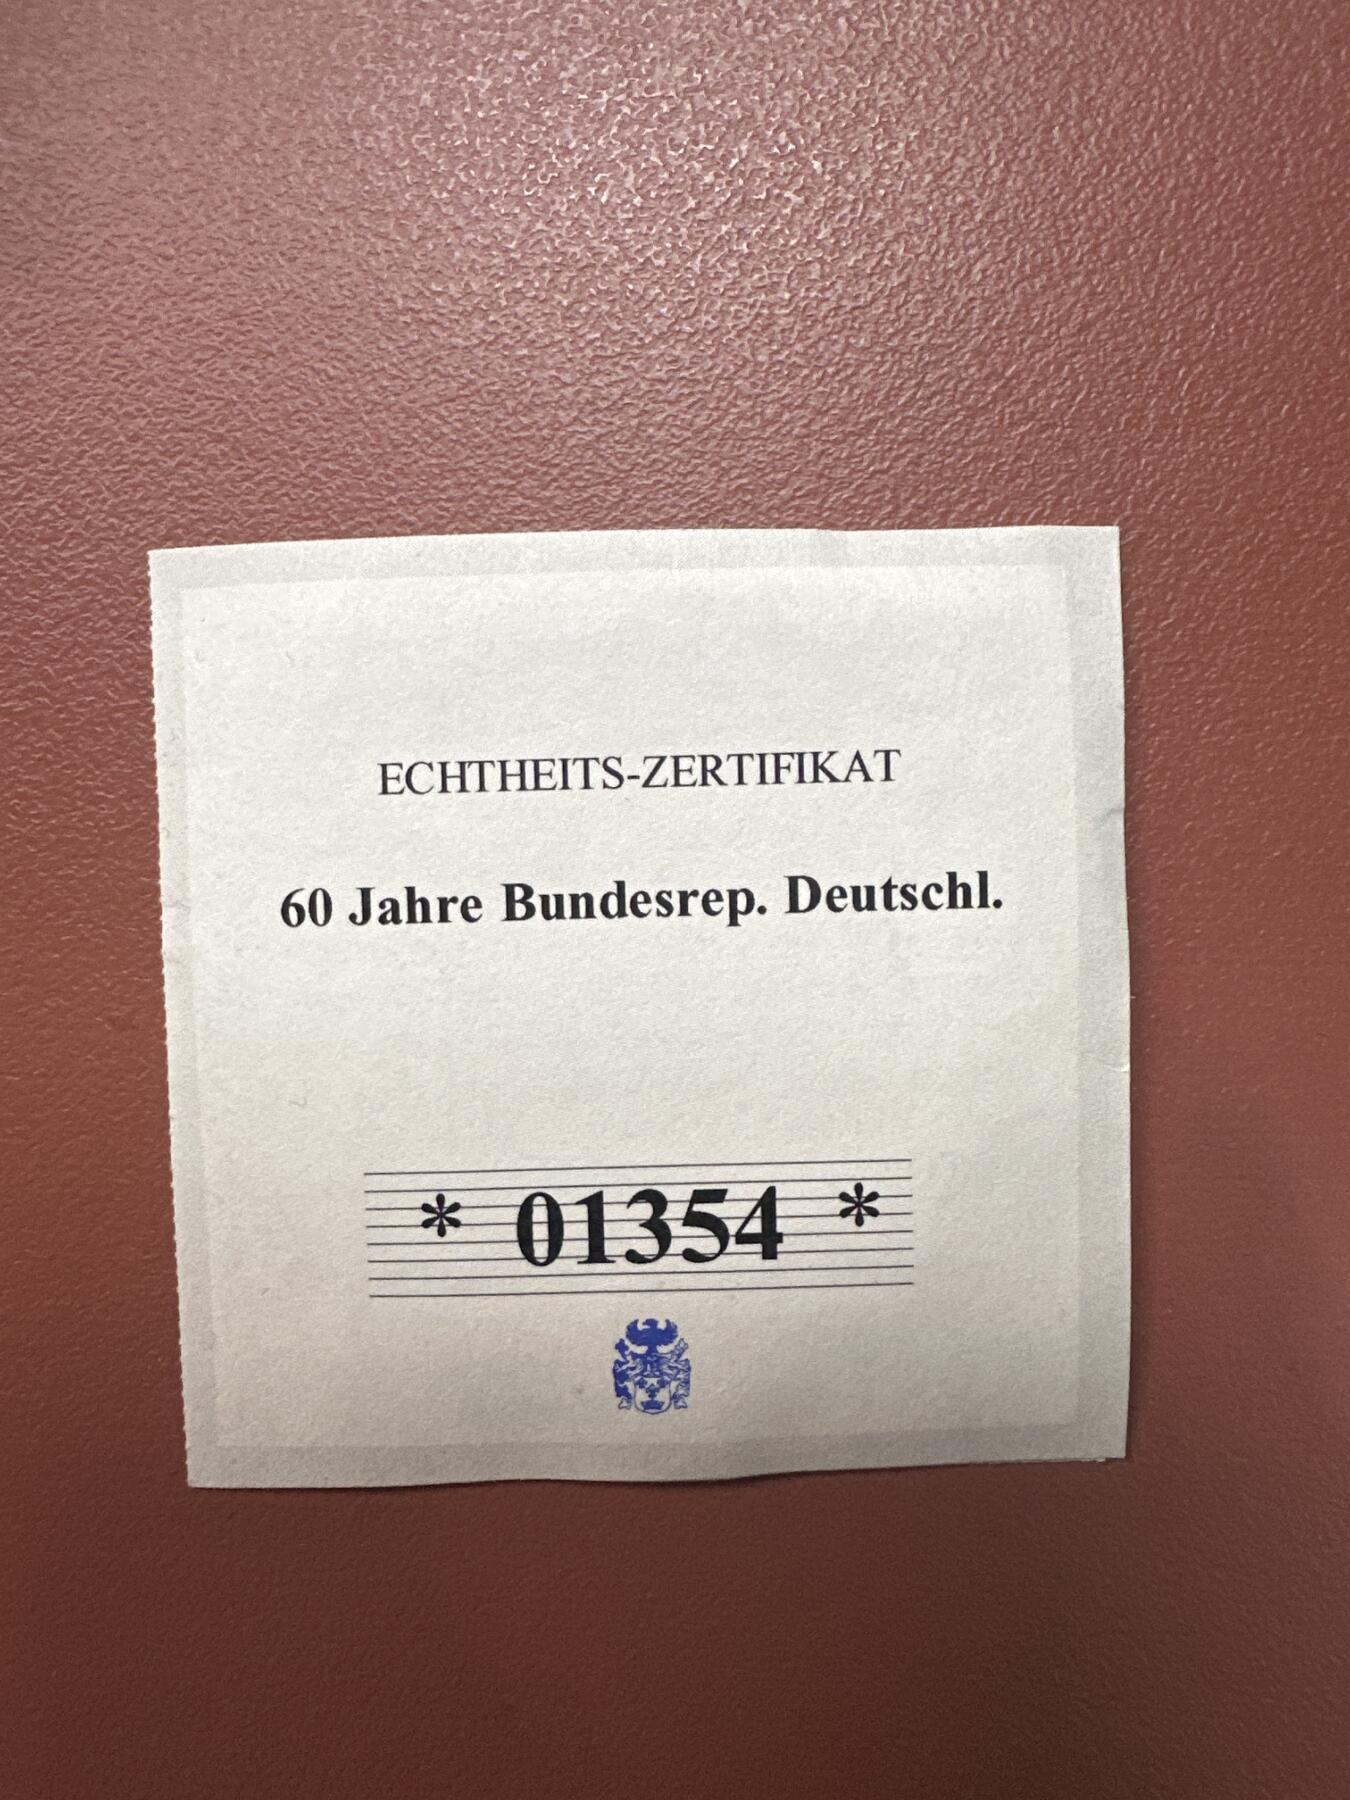 ECHTHEITS-ZERTIFIKAT
60 Jahre Bundesrep. Deutschl.
* 01354 *